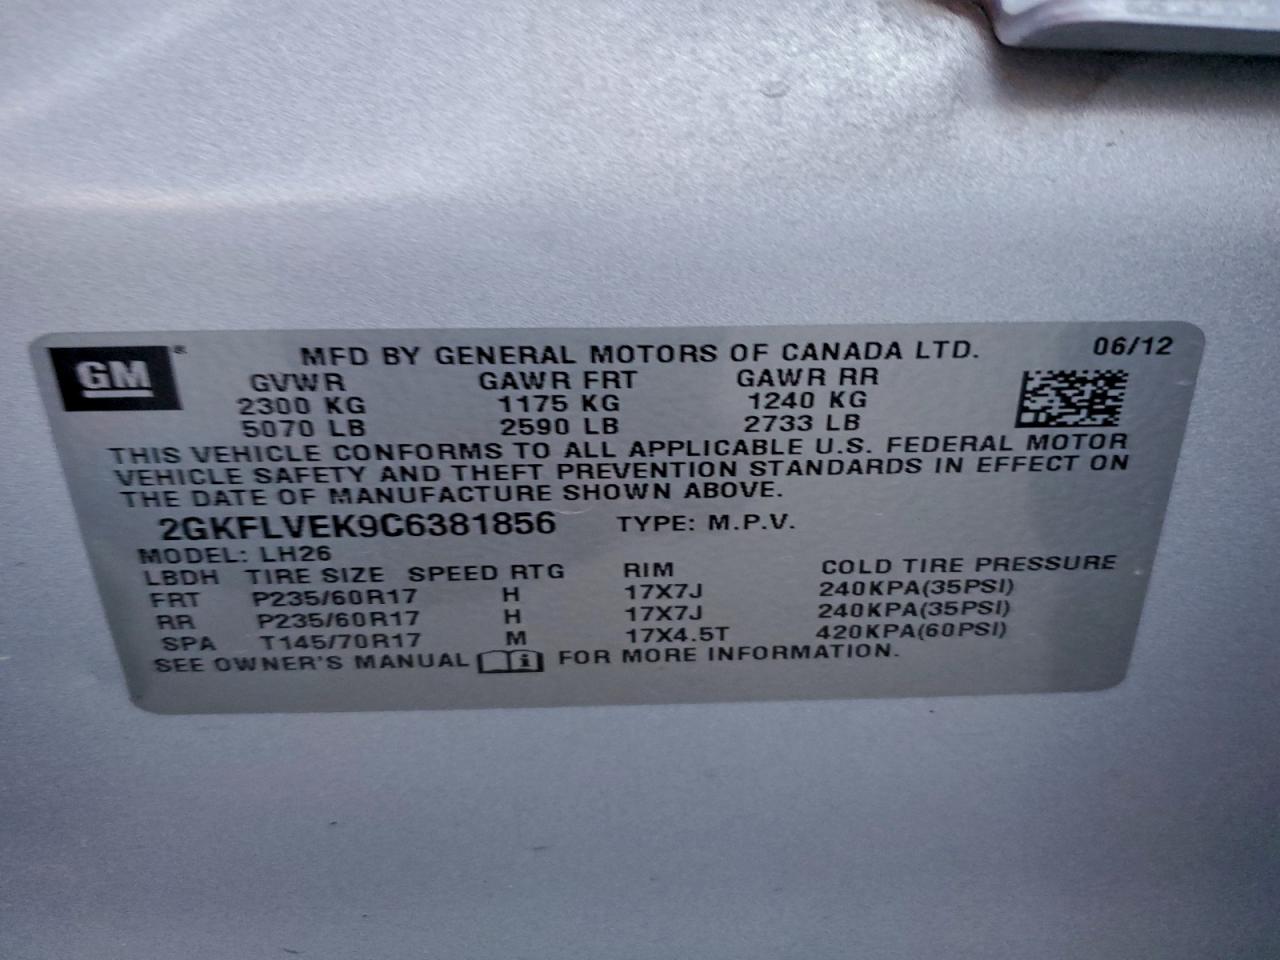 GM®
MFD BY GENERAL MOTORS OF CANADA LTD. 06/12
GVWR GAWR FRT GAWR RR
2300 KG 1175 KG 1240 KG
5070 LB 2590 LB 2733 LB
THIS VEHICLE CONFORMS TO ALL APPLICABLE U.S. FEDERAL MOTOR
VEHICLE SAFETY AND THEFT PREVENTION STANDARDS IN EFFECT ON
THE DATE OF MANUFACTURE SHOWN ABOVE.
2GKFLVEK9C6381856 TYPE: M.P.V.
MODEL: LH26
LBDH TIRE SIZE SPEED RTG RIM COLD TIRE PRESSURE
FRT P235/60R17 H 17X7J 240KPA(35PSI)
RR P235/60R17 H 17X7J 240KPA(35PSI)
SPA T145/70R17 M 17X4.5T 420KPA(60PSI)
SEE OWNER'S MANUAL i FOR MORE INFORMATION.